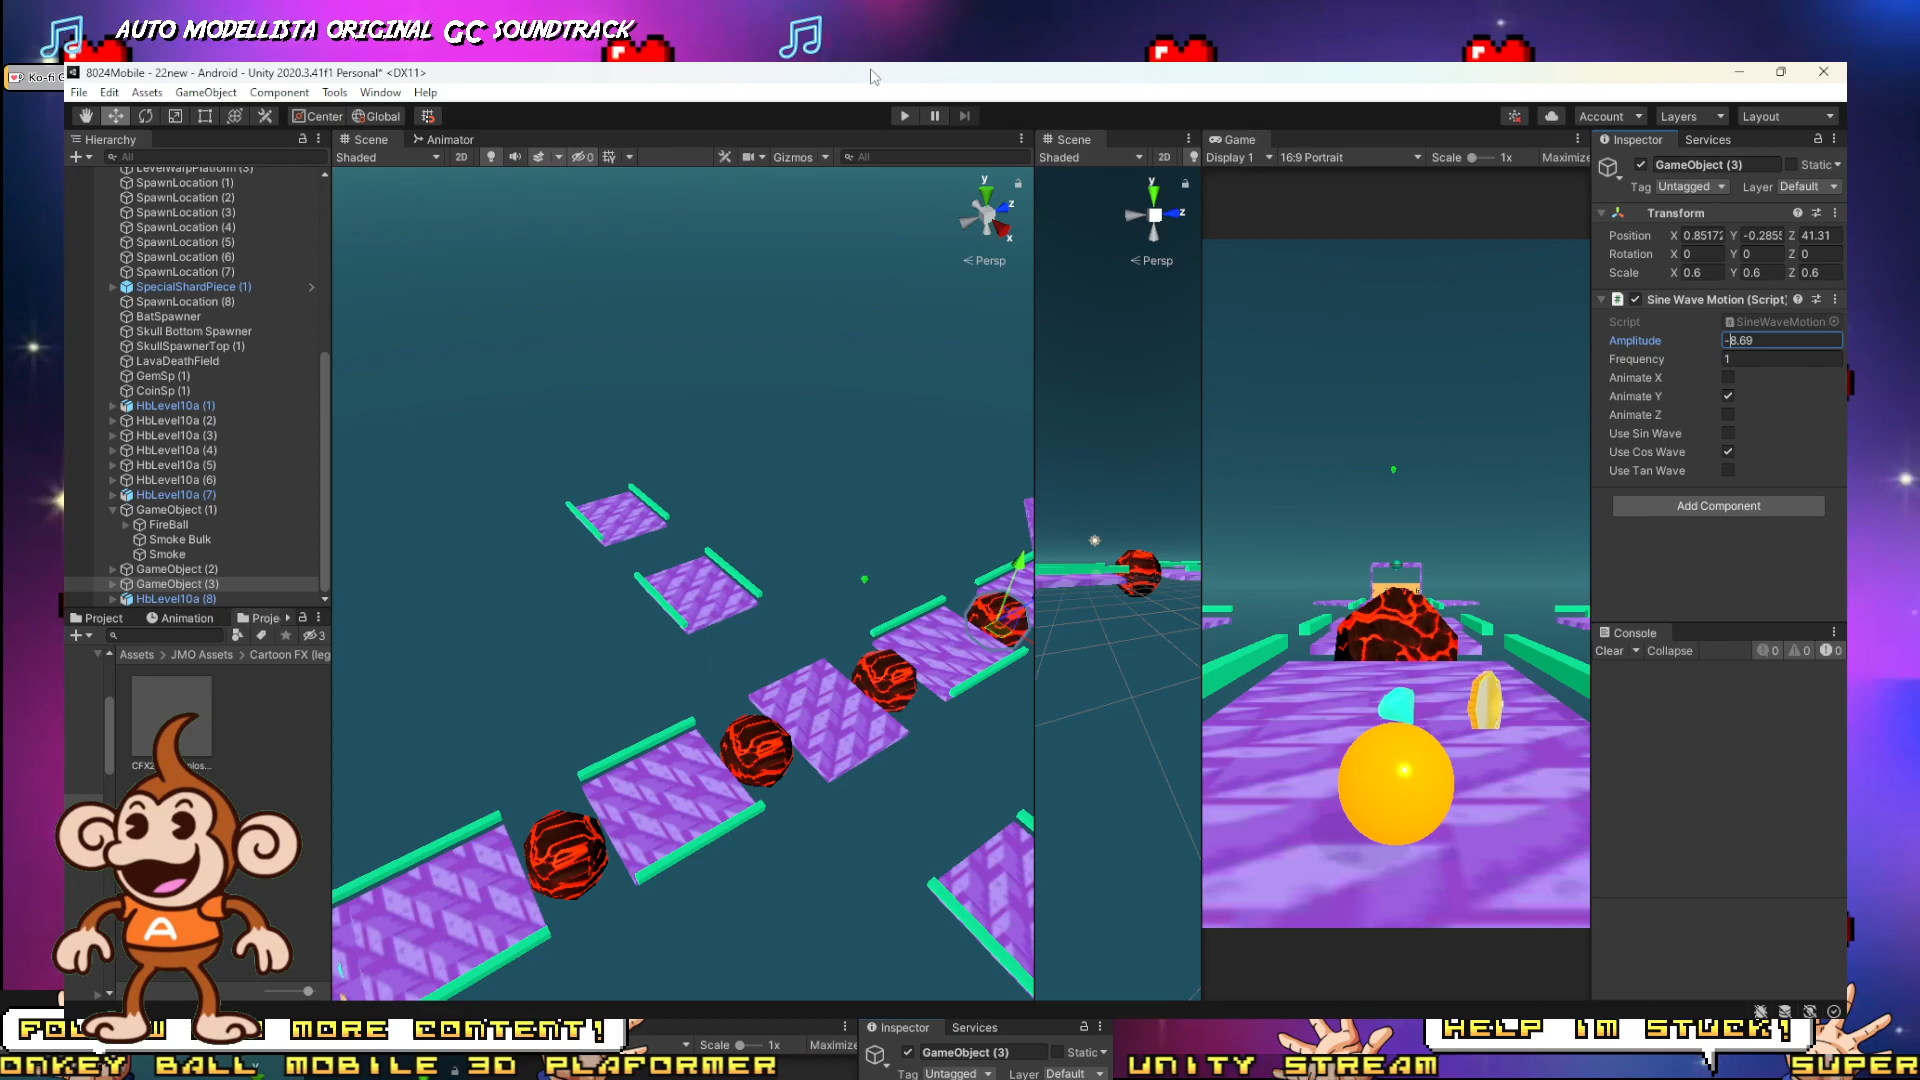 AUTO MODELLISTA ORIGINAL GC SOUNDTRACK
Ko-fi G
8024Mobile - 22new - Android - Unity 2020.3.41f1 Personal* <DX11>
File Edit Assets GameObject Component Tools Window Help
Center Global Account Layers Layout
Hierarchy
All
LevelWarpPlatform (3)
SpawnLocation (1)
SpawnLocation (2)
SpawnLocation (3)
SpawnLocation (4)
SpawnLocation (5)
SpawnLocation (6)
SpawnLocation (7)
SpecialShardPiece (1)
SpawnLocation (8)
BatSpawner
Skull Bottom Spawner
SkullSpawnerTop (1)
LavaDeathField
GemSp (1)
CoinSp (1)
HbLevel10a (1)
HbLevel10a (2)
HbLevel10a (3)
HbLevel10a (4)
HbLevel10a (5)
HbLevel10a (6)
HbLevel10a (7)
GameObject (1)
FireBall
Smoke Bulk
Smoke
GameObject (2)
GameObject (3)
HbLevel10a (8)
Project Animation Proje
3
Assets > JMO Assets > Cartoon FX (leg
Scene Animator
Shaded 2D 0 Gizmos All
y
z
x
Persp
Scene
Shaded 2D
y
z
Persp
Game
Display 1 16:9 Portrait Scale 1x Maximize
Inspector Services
GameObject (3) Static
Tag Untagged Layer Default
Transform
Position X 0.85172 Y -0.2855 Z 41.31
Rotation X 0 Y 0 Z 0
Scale X 0.6 Y 0.6 Z 0.6
Sine Wave Motion (Script)
Script SineWaveMotion
Amplitude -8.69
Frequency 1
Animate X
Animate Y
Animate Z
Use Sin Wave
Use Cos Wave
Use Tan Wave
Add Component
Console
Clear Collapse 0 0 0
A
MORE CONTENT!
Scale 1x Maximize
Inspector Services
GameObject (3) Static
Tag Untagged Layer Default
HELP IM STUCK!
ONKEY BALL MOBILE 3D PLAFORMER
UNITY STREAM
SUPER